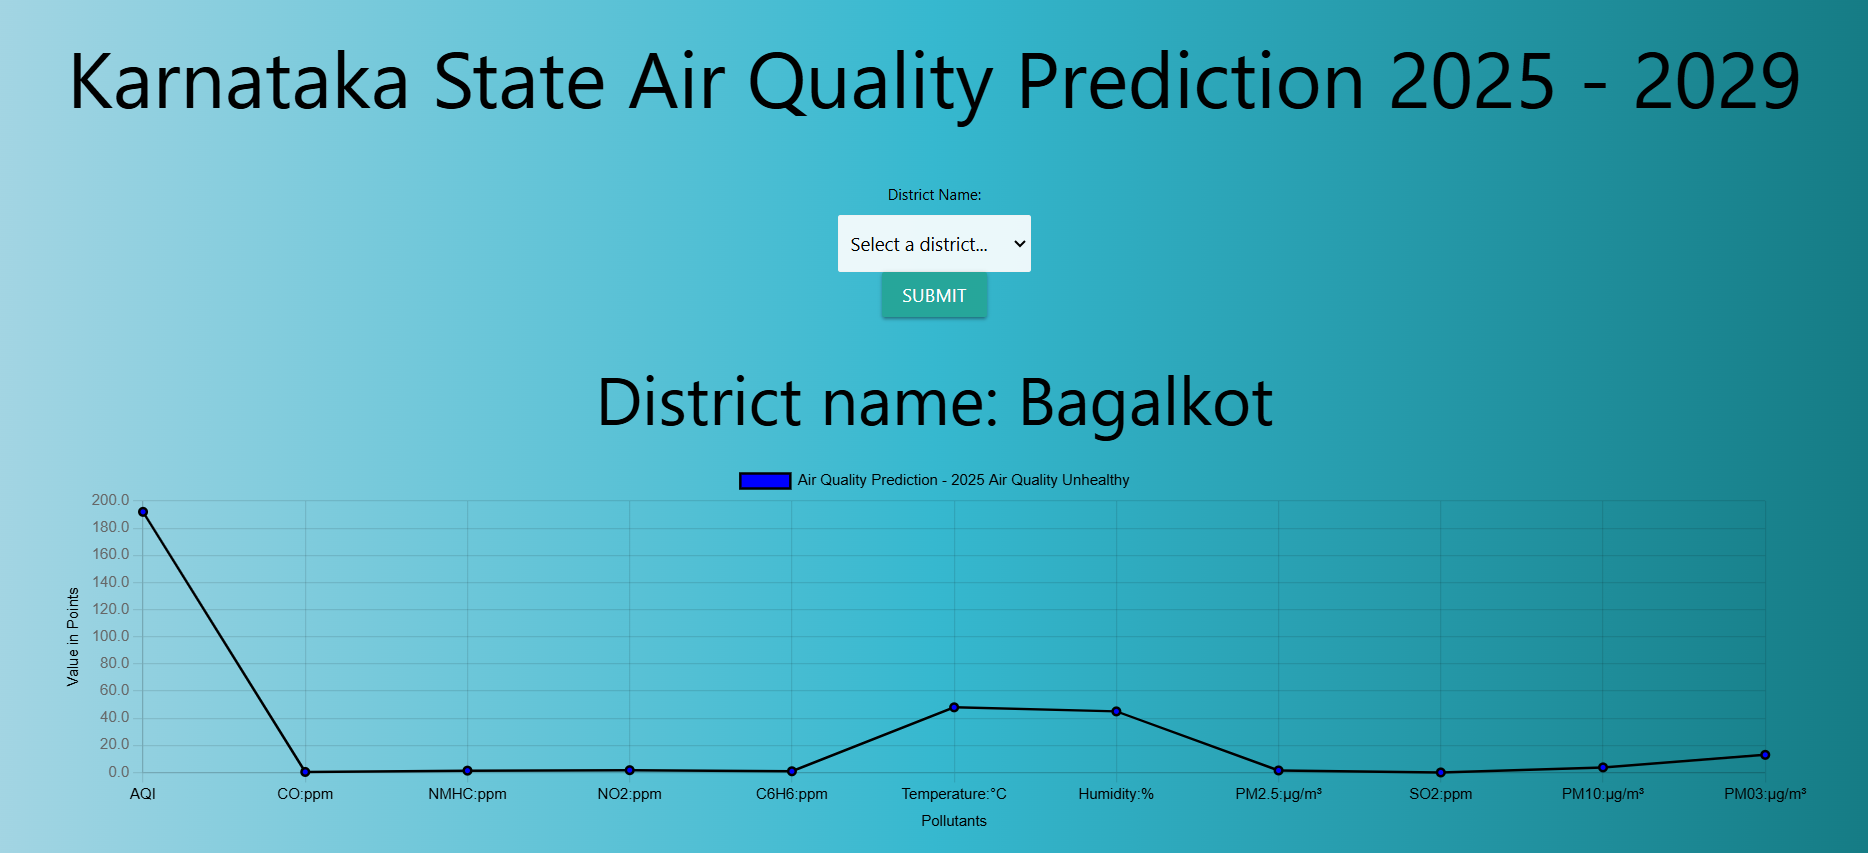 Karnataka State Air Quality Prediction 2025 - 2029
District Name:
Select a district...
SUBMIT
District name: Bagalkot
Air Quality Prediction - 2025 Air Quality Unhealthy
Value in Points
200.0
180.0
160.0
140.0
120.0
100.0
80.0
60.0
40.0
20.0
0.0
AQI CO:ppm NMHC:ppm NO2:ppm C6H6:ppm Temperature:°C Humidity:% PM2.5:µg/m³ SO2:ppm PM10:µg/m³ PM03:µg/m³
Pollutants